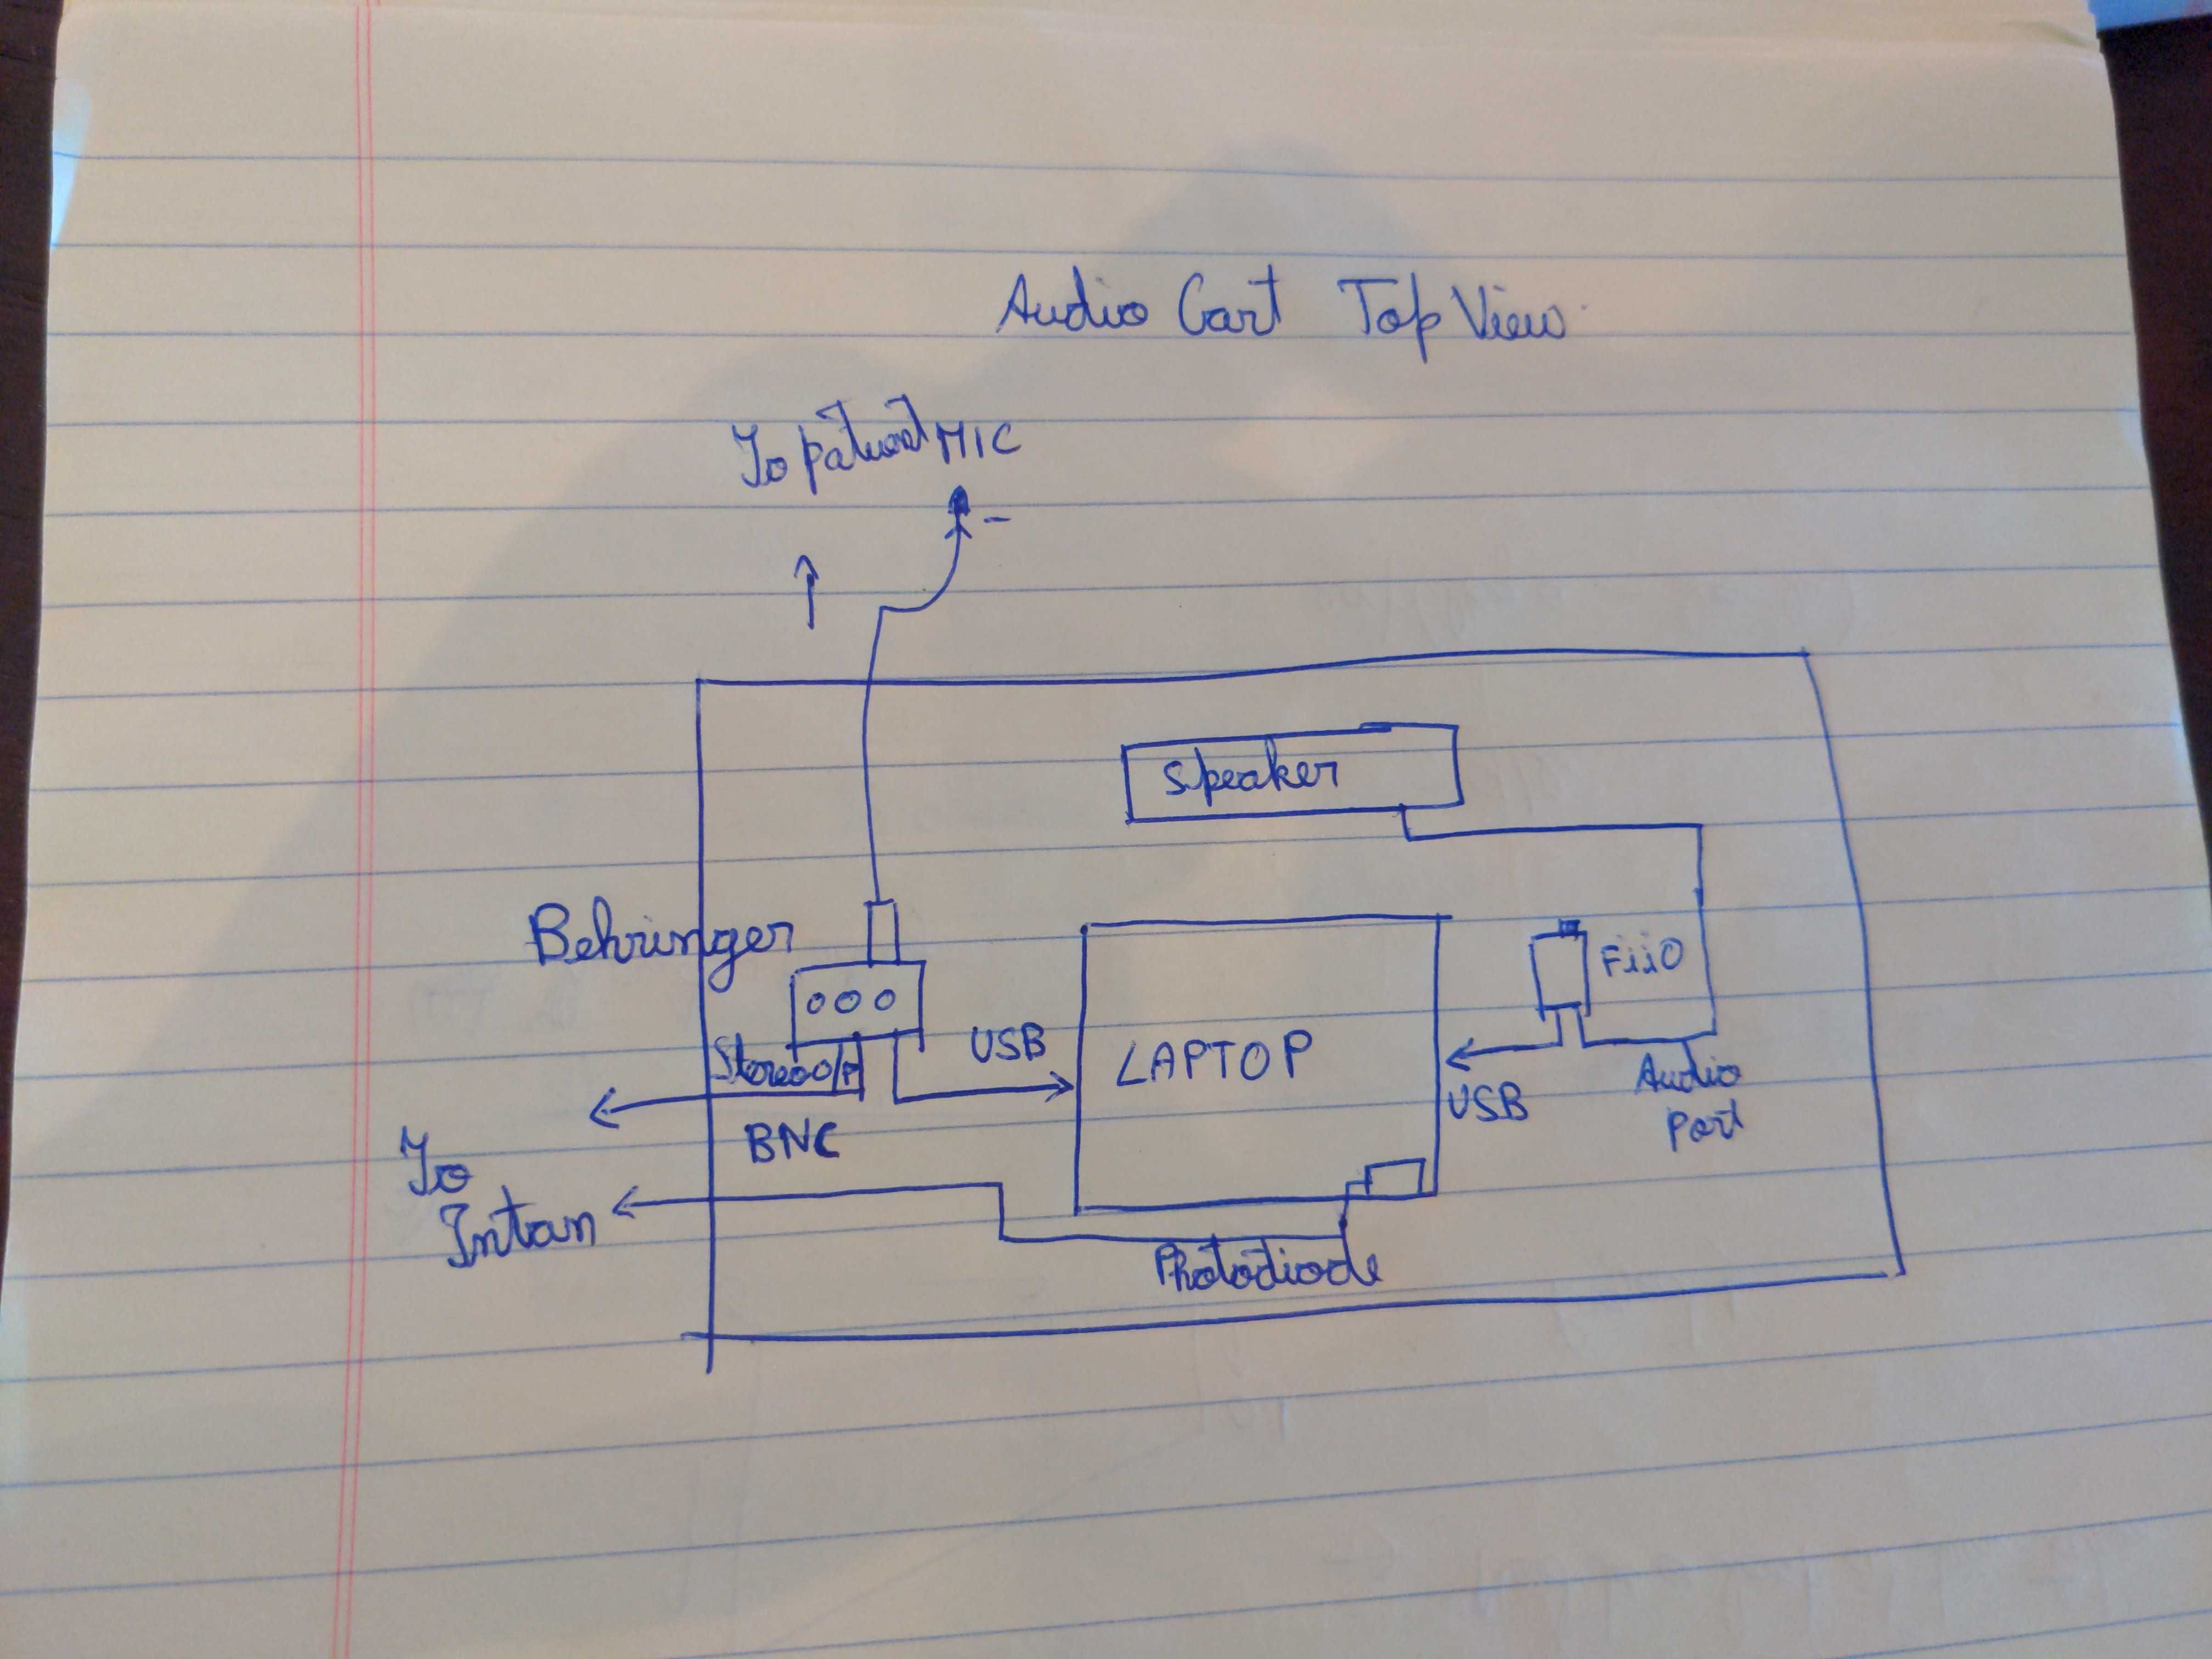 Audio Cart Top View
To patient MIC
Speaker
Behringer
FiiO
Stereo O/P
USB
LAPTOP
USB
Audio
Port
BNC
To
Intan
Photodiode